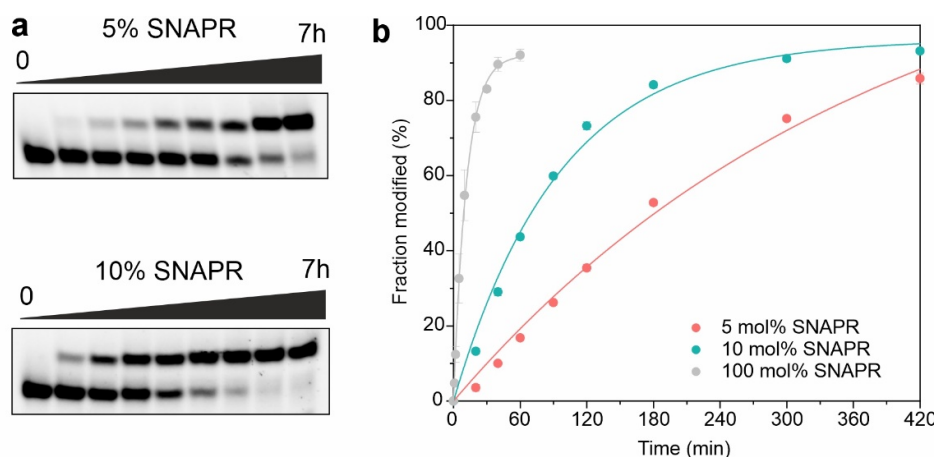 a
5% SNAPR
0
7h
10% SNAPR
0
7h
b
Fraction modified (%)
100
80
60
40
20
0
5 mol% SNAPR
10 mol% SNAPR
100 mol% SNAPR
0 60 120 180 240 300 360 420
Time (min)